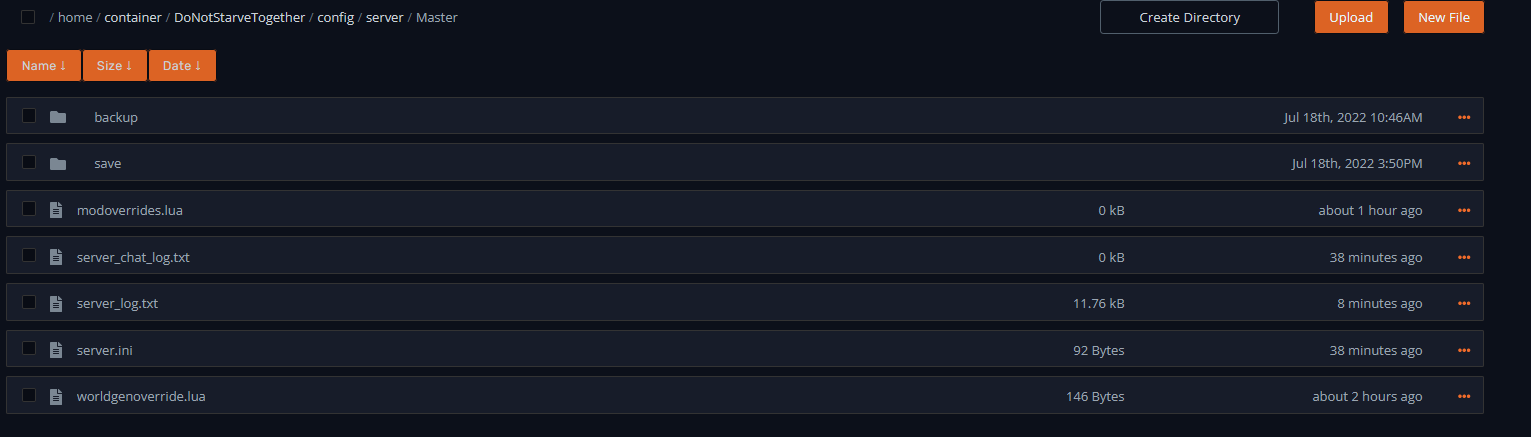 / home / container / DoNotStarveTogether / config / server / Master Create Directory Upload New File
Name ↓ Size ↓ Date ↓
backup Jul 18th, 2022 10:46AM •••
save Jul 18th, 2022 3:50PM •••
modoverrides.lua 0 kB about 1 hour ago •••
server_chat_log.txt 0 kB 38 minutes ago •••
server_log.txt 11.76 kB 8 minutes ago •••
server.ini 92 Bytes 38 minutes ago •••
worldgenoverride.lua 146 Bytes about 2 hours ago •••